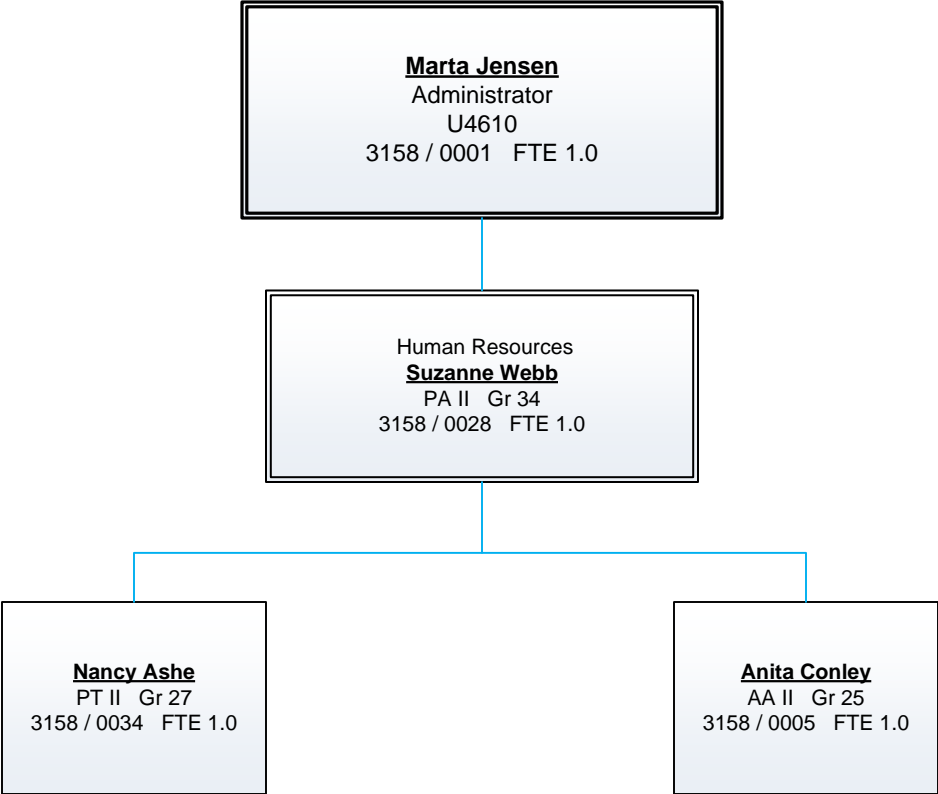 Marta Jensen
Administrator
U4610
3158 / 0001   FTE 1.0
Human Resources
Suzanne Webb
PA II   Gr 34
3158 / 0028   FTE 1.0
Nancy Ashe
PT II   Gr 27
3158 / 0034   FTE 1.0
Anita Conley
AA II   Gr 25
3158 / 0005   FTE 1.0